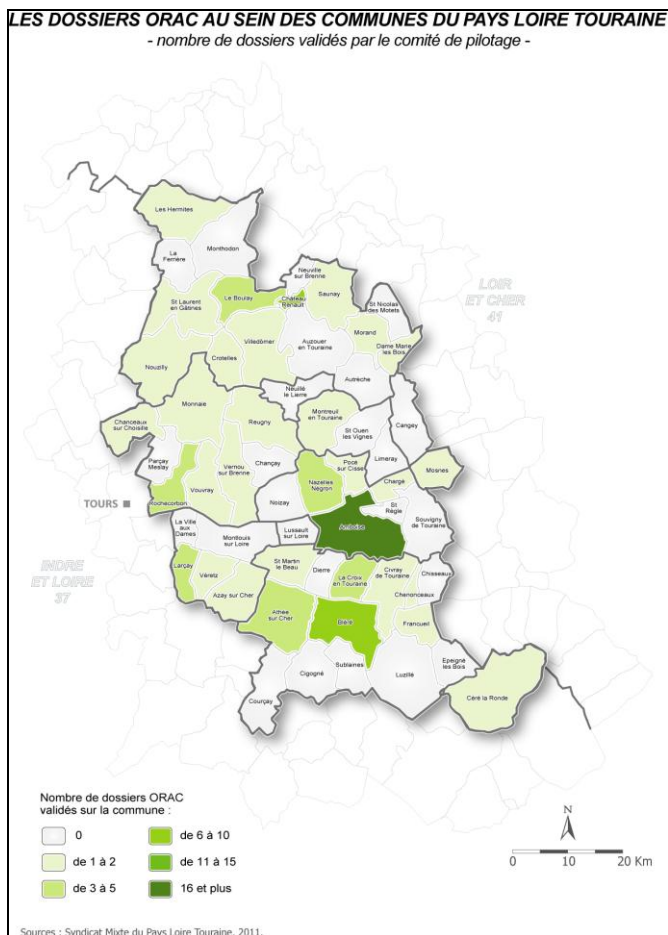 LES DOSSIERS ORAC AU SEIN DES COMMUNES DU PAYS LOIRE TOURAINE
- nombre de dossiers validés par le comité de pilotage -
Les Hermites
La
Ferrière
Monthodon
Neuville
sur Brenne
LOIR
ET CHER
41
St Laurent
en Gâtines
Le Boulay
Château
Renault
Saunay
St Nicolas
des Motets
Nouzilly
Crotelles
Villedômer
Auzouer
en Touraine
Morand
Dame Marie
les Bois
Autrèche
Neuillé
le Lierre
Monnaie
Chanceaux
sur Choisille
Reugny
Montreuil
en Touraine
St Ouen
les Vignes
Cangey
Limeray
Parçay
Meslay
Vernou
sur Brenne
Chançay
Pocé
sur Cisse
Mosnes
Nazelles
Négron
Chargé
Rochecorbon
Vouvray
Noizay
St
Règle
Souvigny
de Touraine
TOURS
La Ville
aux
Dames
Montlouis
sur Loire
Lussault
sur Loire
Amboise
INDRE
ET LOIRE
37
Larçay
Véretz
Azay sur Cher
St Martin
le Beau
Dierre
La Croix
en Touraine
Civray
de Touraine
Chisseaux
Chenonceaux
Athée
sur Cher
Bléré
Francueil
Courçay
Cigogné
Sublaines
Luzillé
Epeigné
les Bois
Céré la Ronde
Nombre de dossiers ORAC
validés sur la commune :
0
de 1 à 2
de 3 à 5
de 6 à 10
de 11 à 15
16 et plus
N
0 10 20 Km
Sources : Syndicat Mixte du Pays Loire Touraine, 2011.